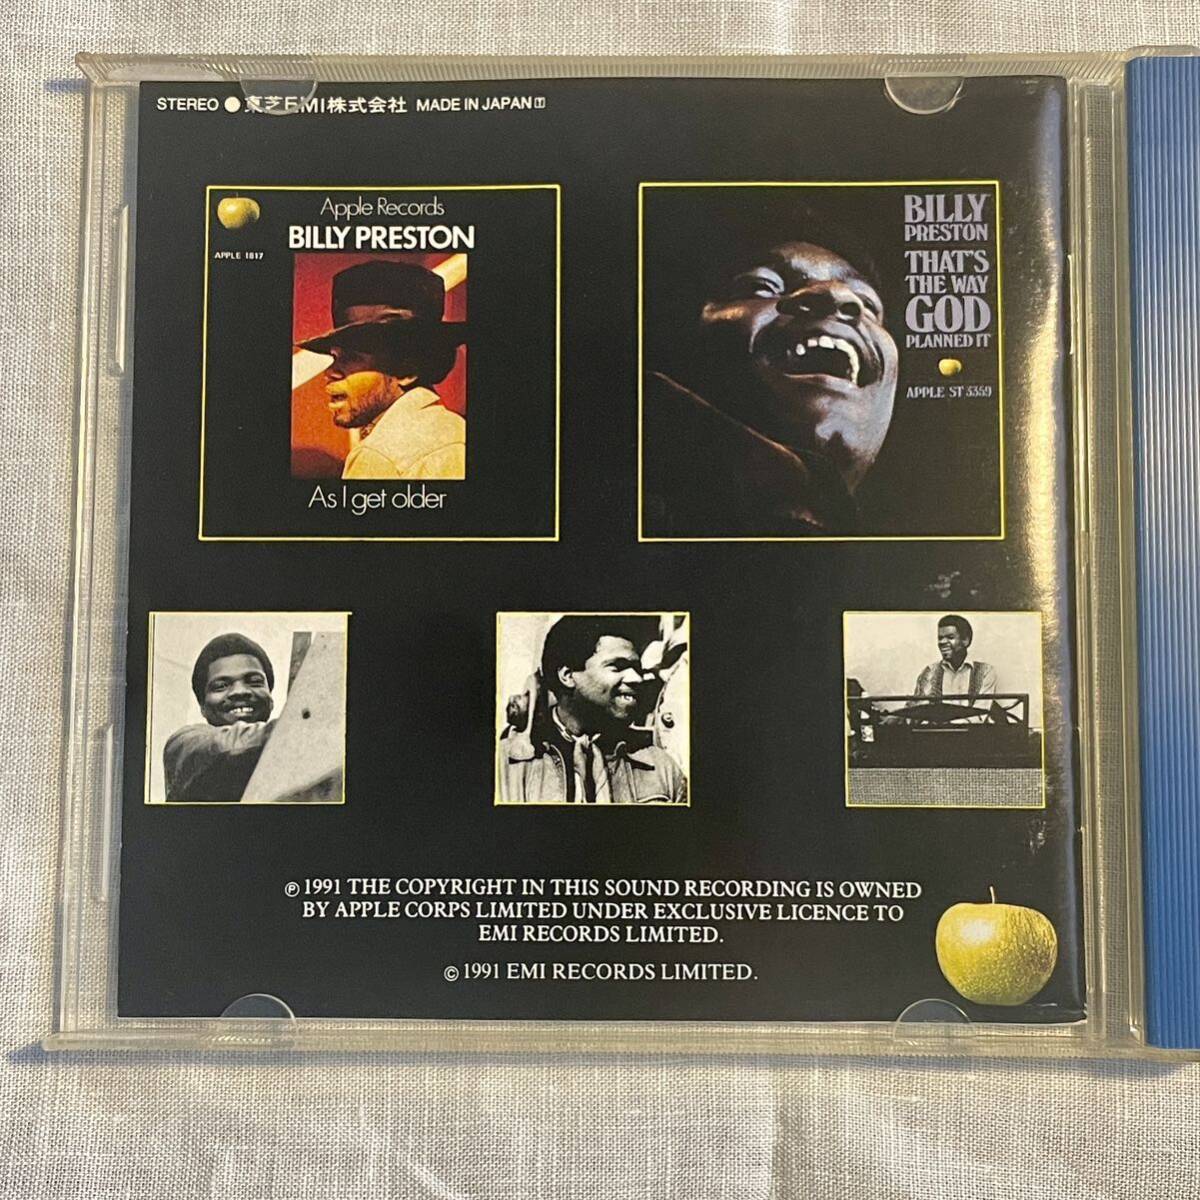 STEREO ● 東芝EMI株式会社 MADE IN JAPAN Ⓣ
Apple Records
APPLE 1817
BILLY PRESTON
As I get older
BILLY
PRESTON
THAT'S
THE WAY
GOD
PLANNED IT
APPLE ST 3359
℗ 1991 THE COPYRIGHT IN THIS SOUND RECORDING IS OWNED
BY APPLE CORPS LIMITED UNDER EXCLUSIVE LICENCE TO
EMI RECORDS LIMITED.
© 1991 EMI RECORDS LIMITED.